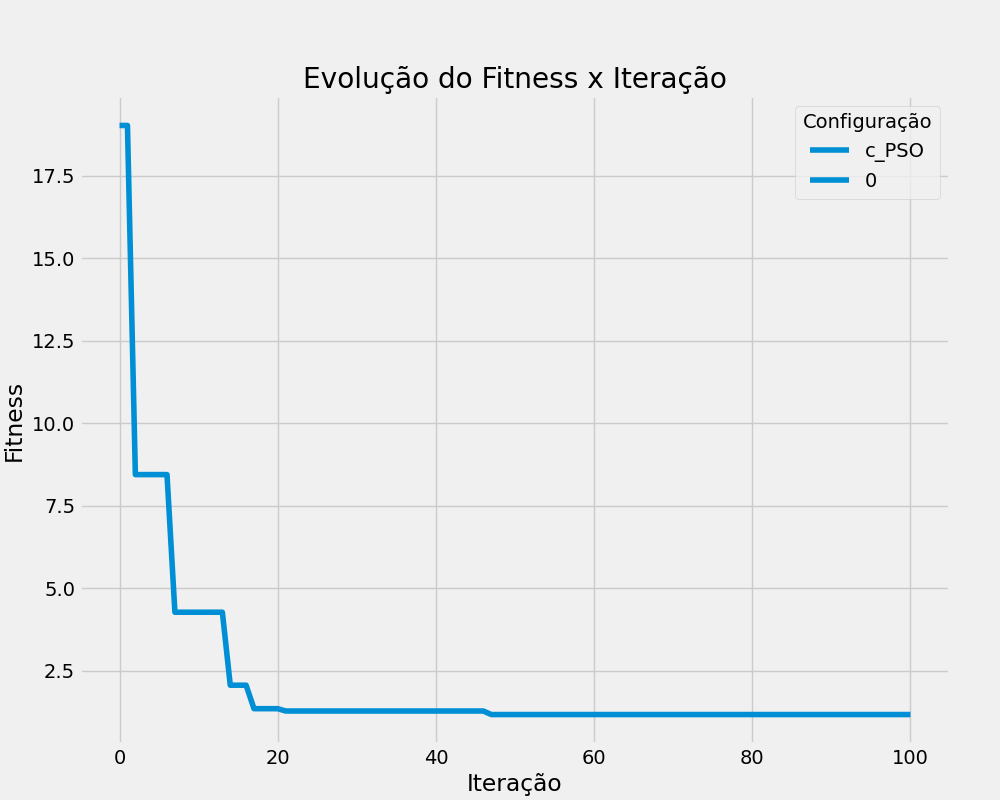 Evolução do Fitness x Iteração
Configuração
c_PSO
0
Fitness
17.5
15.0
12.5
10.0
7.5
5.0
2.5
0 20 40 60 80 100
Iteração